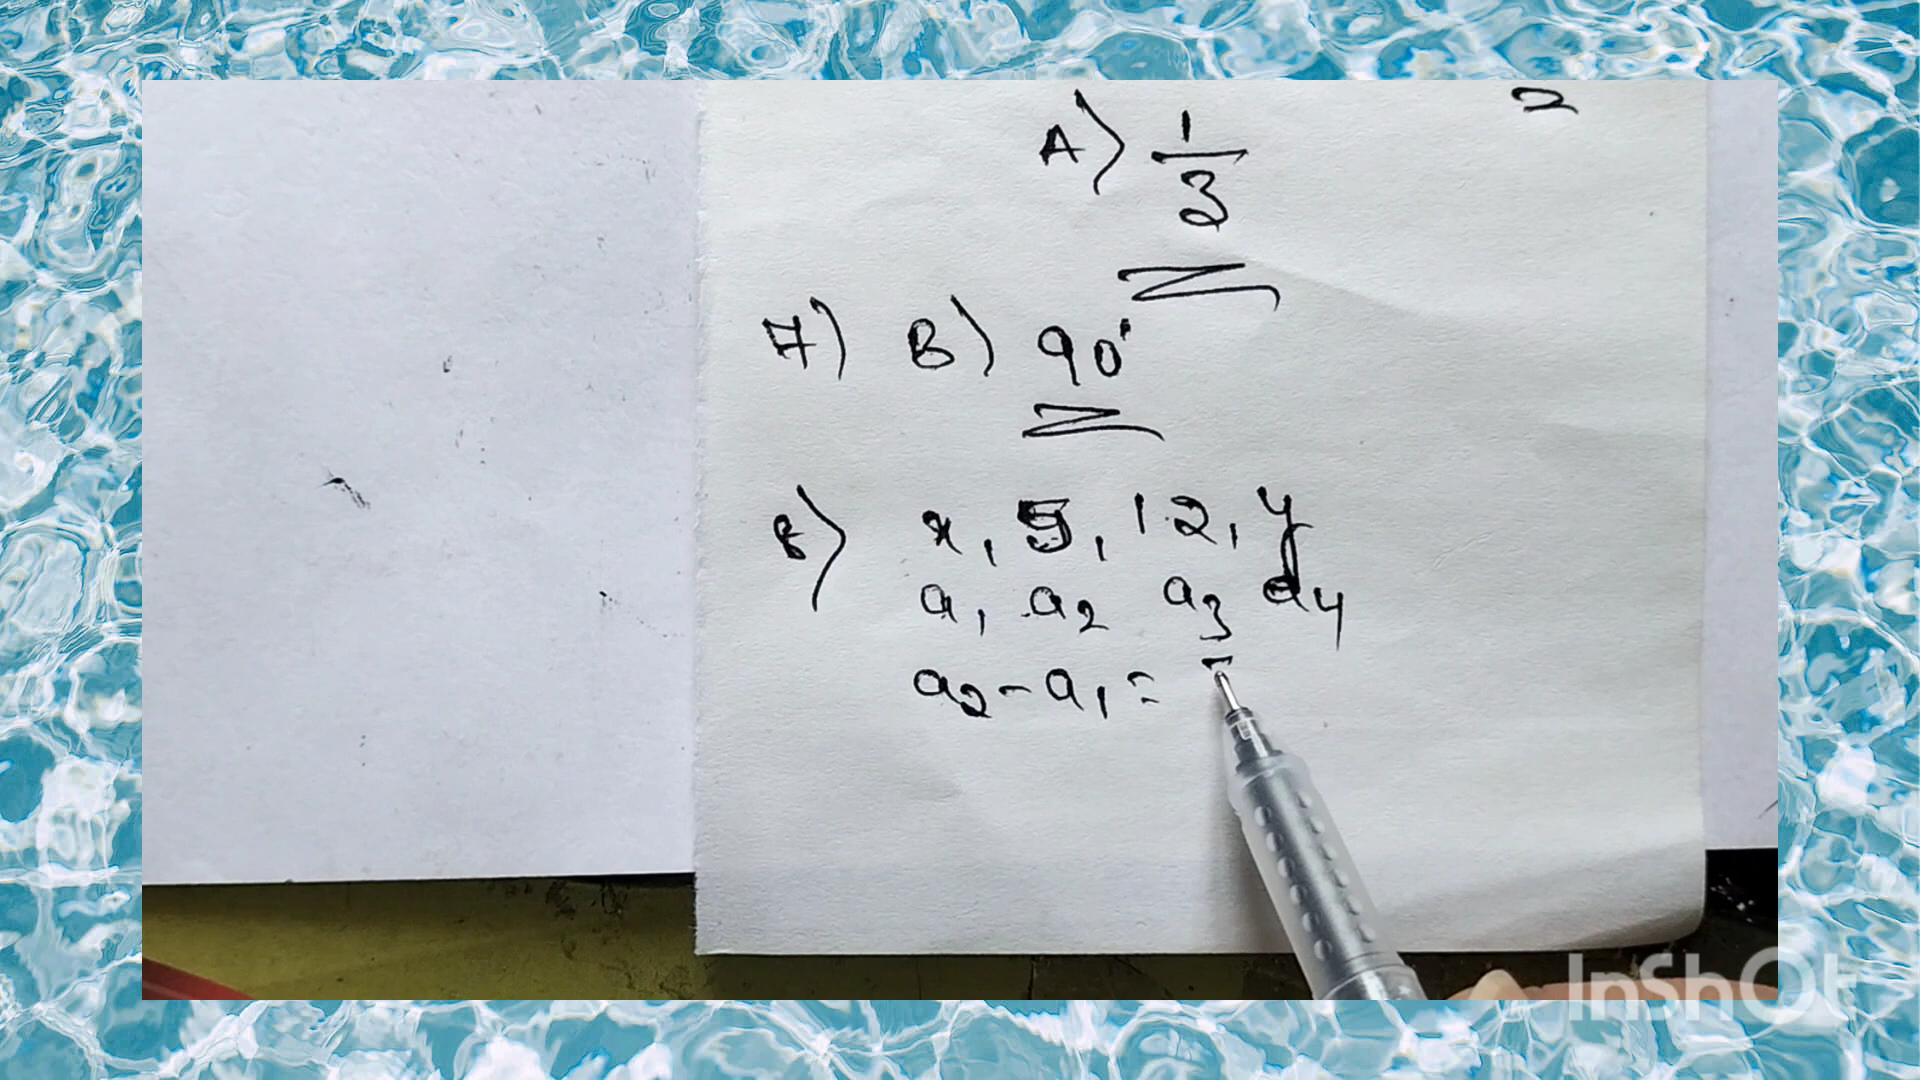 2
A) 1/3
7) B) 90°
8) x, 5, 12, y
a1 a2 a3 a4
a2 - a1 =
InShOt